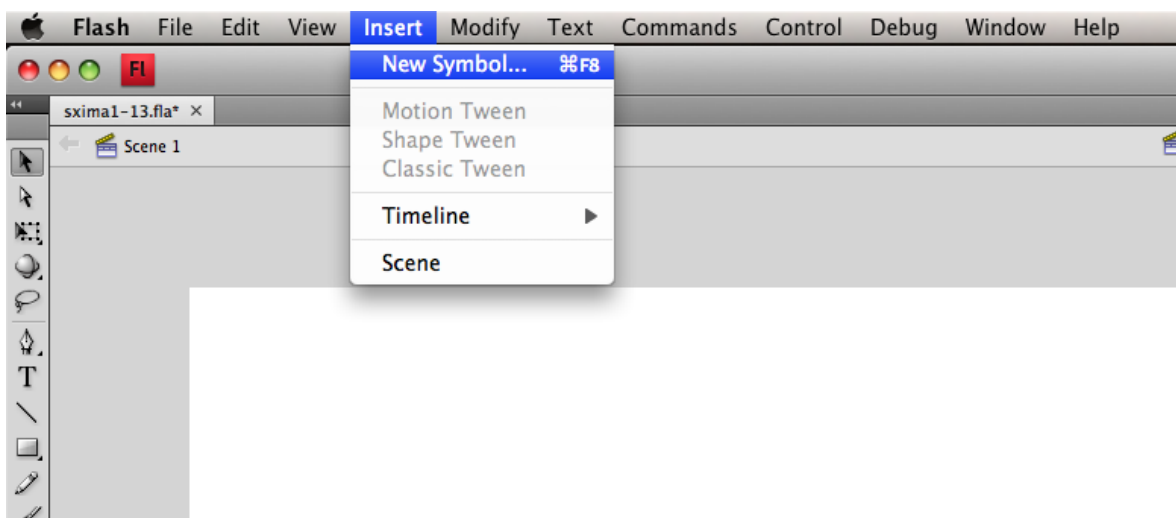 Flash File Edit View Insert Modify Text Commands Control Debug Window Help
Fl
New Symbol... ⌘F8
sxima1-13.fla* ×
Motion Tween
Scene 1
Shape Tween
Classic Tween
Timeline ▶
Scene
T